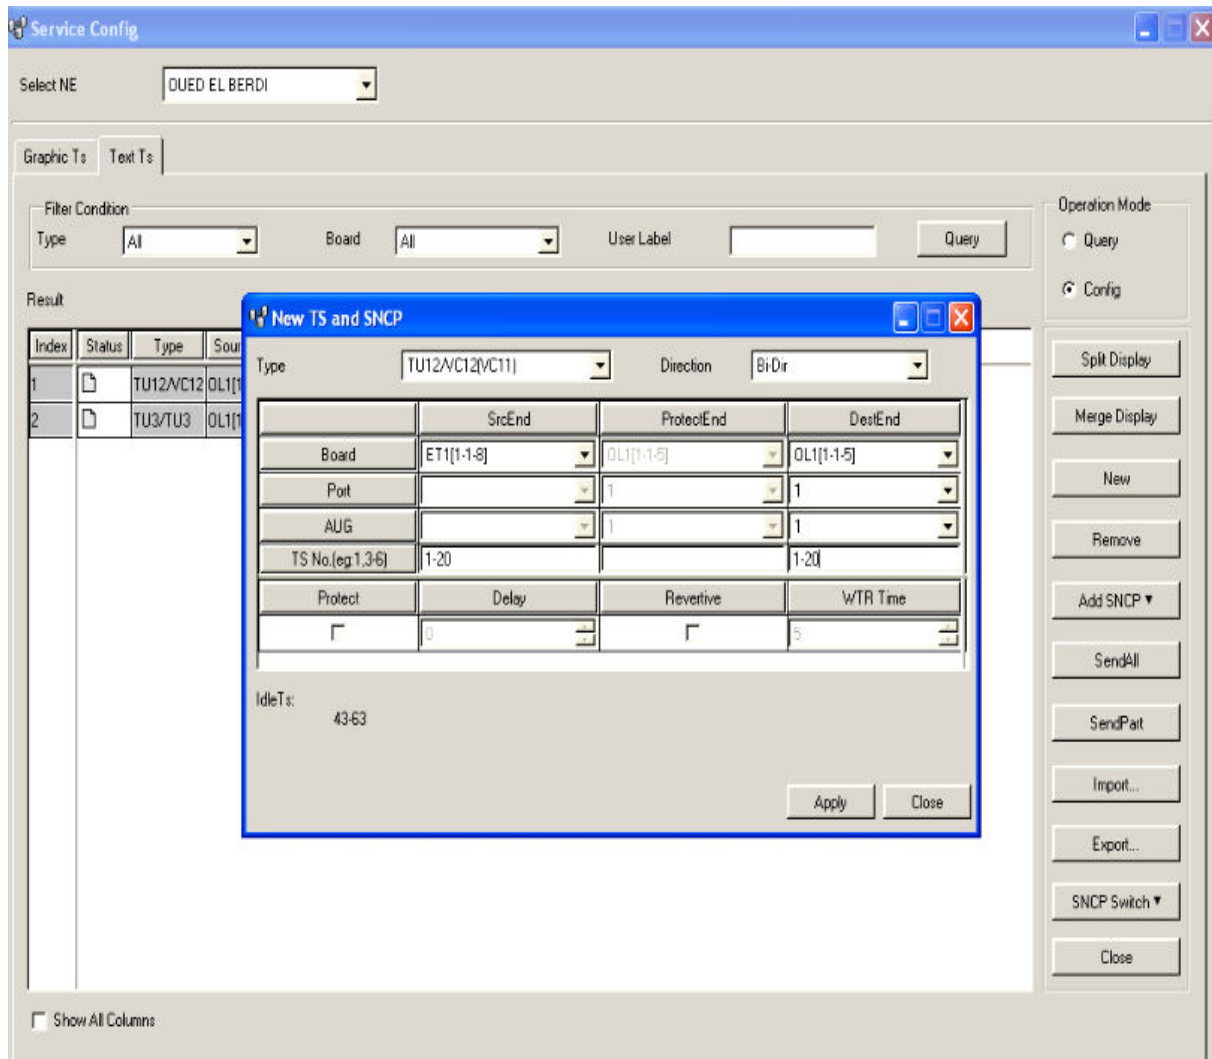 Service Config
Select NE OUED EL BERDI
Graphic Ts Text Ts
Filter Condition
Type All Board All User Label Query
Operation Mode
Query
Config
Result
Index Status Type Sour
1 TU12/VC12 OL1[1
2 TU3/TU3 OL1[1
New TS and SNCP
Type TU12/VC12(VC11) Direction Bi-Dir
SrcEnd ProtectEnd DestEnd
Board ET1[1-1-8] OL1[1-1-5] OL1[1-1-5]
Port 1 1
AUG 1 1
TS No.(eg:1,3-6) 1-20 1-20
Protect Delay Revertive WTR Time
0 5
IdleTs:
43-63
Apply Close
Split Display
Merge Display
New
Remove
Add SNCP ▼
SendAll
SendPart
Import...
Export...
SNCP Switch ▼
Close
Show All Columns